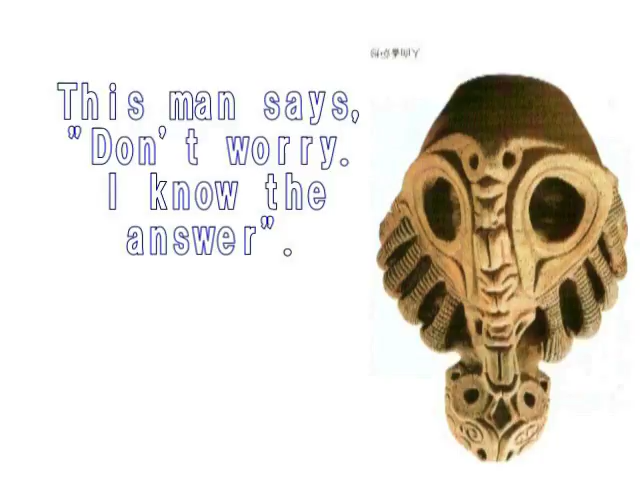 This man says,
"Don't worry.
I know the
answer".